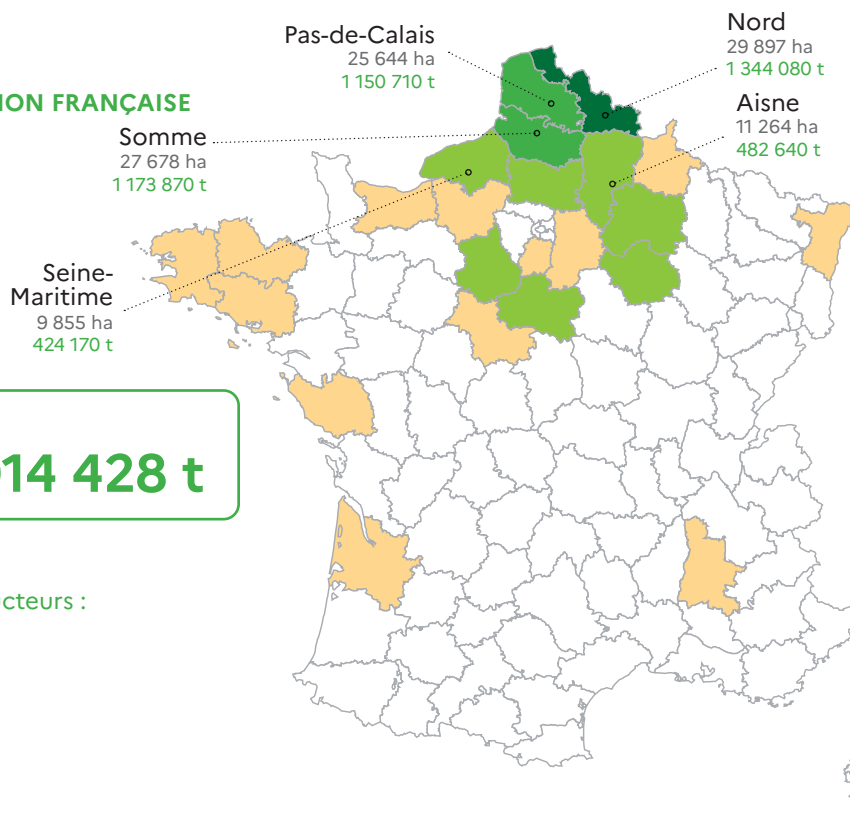 Pas-de-Calais
25 644 ha
1 150 710 t
Nord
29 897 ha
1 344 080 t
ION FRANÇAISE
Aisne
11 264 ha
482 640 t
Somme
27 678 ha
1 173 870 t
Seine-
Maritime
9 855 ha
424 170 t
14 428 t
cteurs :